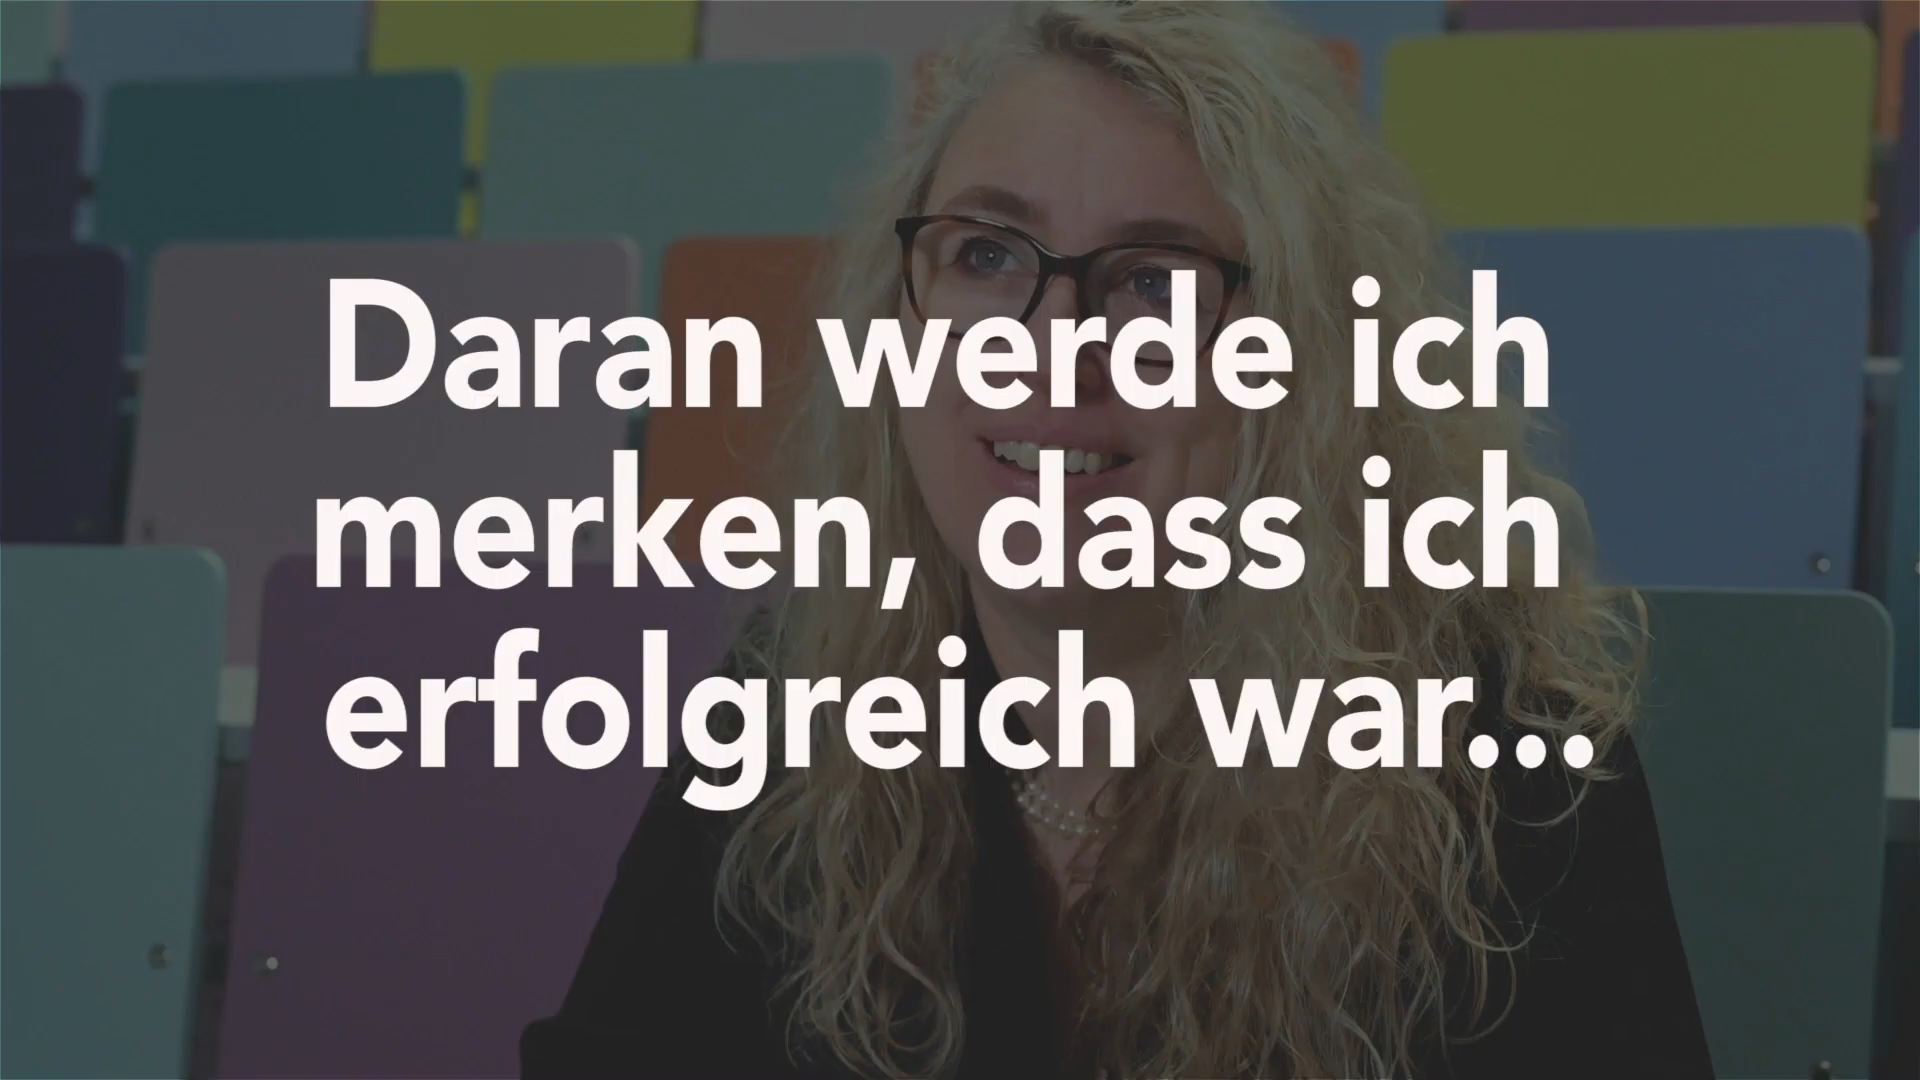 Daran werde ich
merken, dass ich
erfolgreich war...